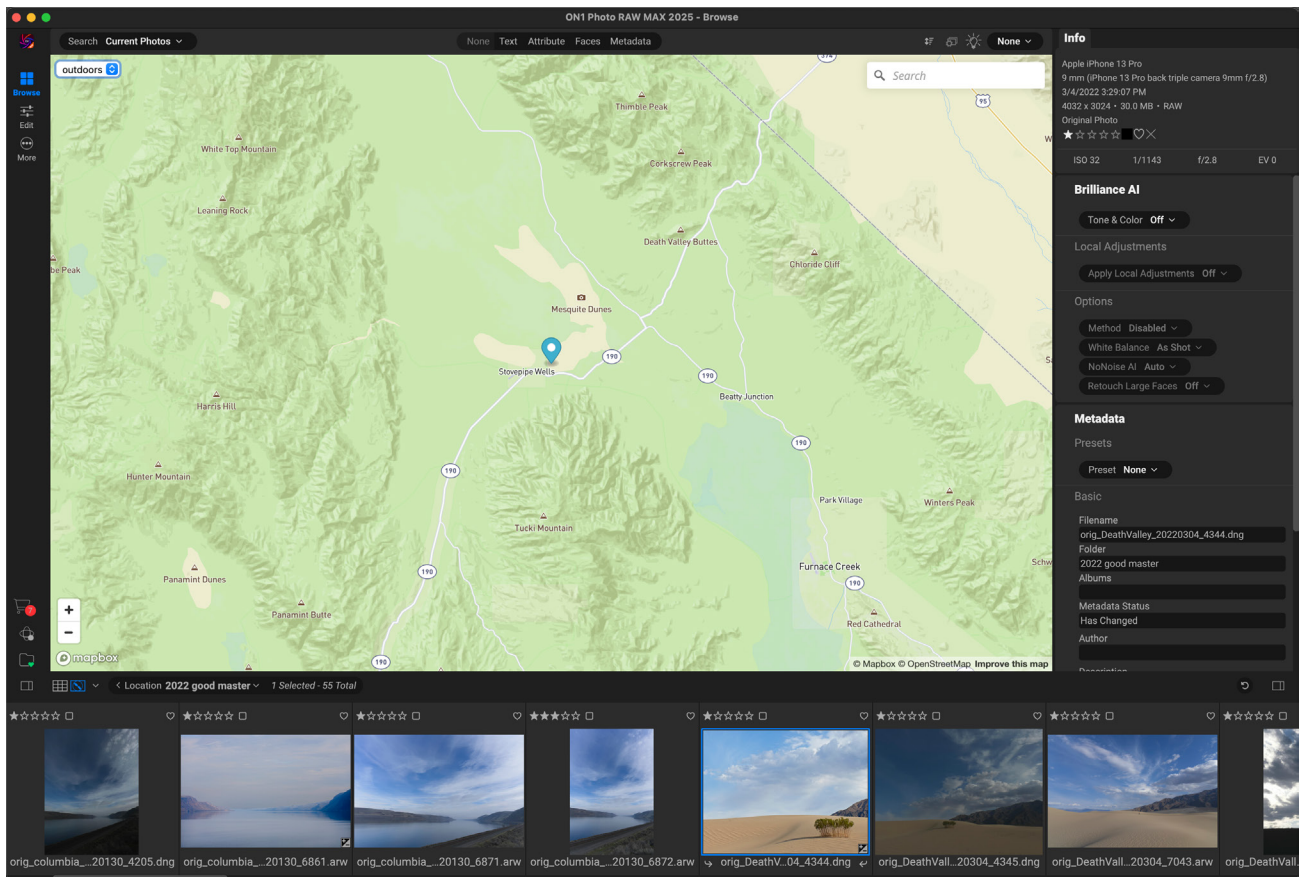 ON1 Photo RAW MAX 2025 - Browse
Search Current Photos
None Text Attribute Faces Metadata
None
Browse
Edit
More
7
outdoors
Search
374
95
Thimble Peak
White Top Mountain
Corkscrew Peak
Leaning Rock
Death Valley Buttes
Chloride Cliff
be Peak
Mesquite Dunes
190
Stovepipe Wells
190
Beatty Junction
Harris Hill
190
190
Hunter Mountain
Winters Peak
Park Village
Tucki Mountain
Furnace Creek
Schw
190
190
Panamint Dunes
Panamint Butte
Red Cathedral
190
+
−
mapbox
© Mapbox © OpenStreetMap Improve this map
Info
Apple iPhone 13 Pro
9 mm (iPhone 13 Pro back triple camera 9mm f/2.8)
3/4/2022 3:29:07 PM
4032 x 3024 • 30.0 MB • RAW
Original Photo
ISO 32 1/1143 f/2.8 EV 0
Brilliance AI
Tone & Color Off
Local Adjustments
Apply Local Adjustments Off
Options
Method Disabled
White Balance As Shot
NoNoise AI Auto
Retouch Large Faces Off
Metadata
Presets
Preset None
Basic
Filename
orig_DeathValley_20220304_4344.dng
Folder
2022 good master
Albums
Metadata Status
Has Changed
Author
Description
< Location 2022 good master 1 Selected - 55 Total
orig_columbia_...20130_4205.dng
orig_columbia_...20130_6861.arw
orig_columbia_...20130_6871.arw
orig_columbia_...20130_6872.arw
orig_DeathV...04_4344.dng
orig_DeathVall...20304_4345.dng
orig_DeathVall...20304_7043.arw
orig_DeathVall